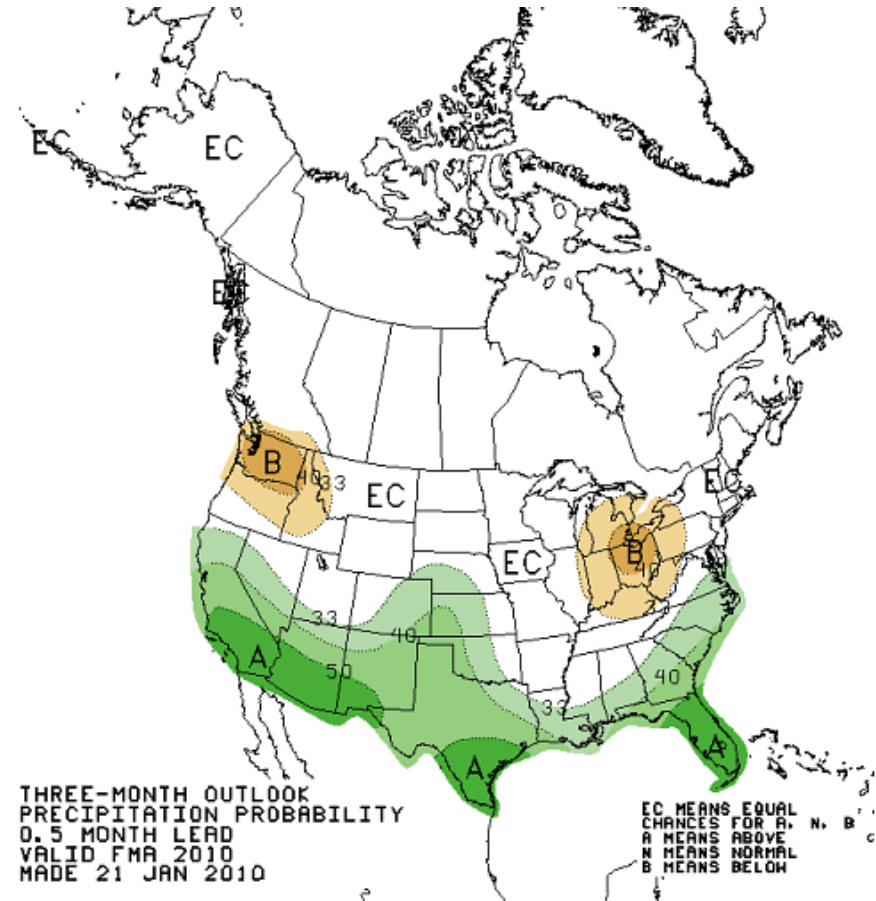 EC
EC
EC
B
40
33
EC
EC
EC
B
40
33
40
A
50
40
33
A
A
THREE-MONTH OUTLOOK
PRECIPITATION PROBABILITY
0.5 MONTH LEAD
VALID FMA 2010
MADE 21 JAN 2010
EC MEANS EQUAL
CHANCES FOR A, N, B
A MEANS ABOVE
N MEANS NORMAL
B MEANS BELOW